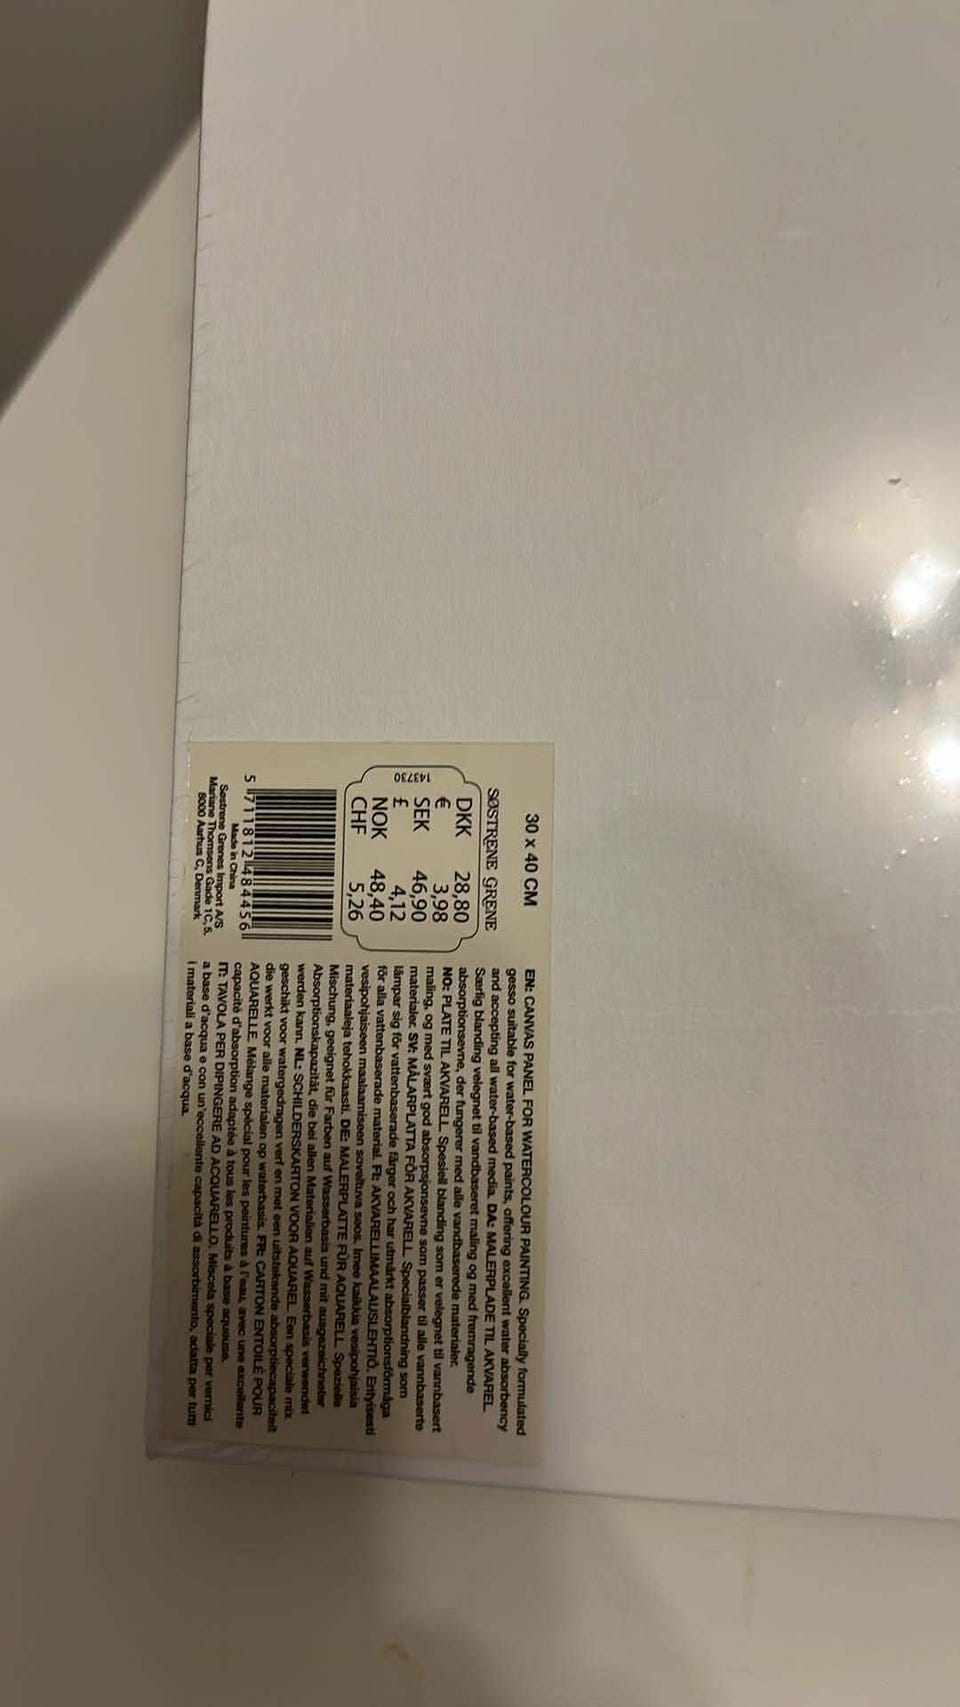 30 x 40 CM
SØSTRENE GRENE
DKK 28,80
€ 3,98
SEK 46,90
£ 4,12
NOK 48,40
CHF 5,26
143730
5 711812 484456
Made in China
Søstrene Grenes Import A/S
Mariane Thomsens Gade 1C, 5.
8000 Aarhus C, Denmark
EN: CANVAS PANEL FOR WATERCOLOUR PAINTING. Specially formulated
gesso suitable for water-based paints, offering excellent water absorbency
and accepting all water-based media. DA: MALERPLADE TIL AKVAREL.
Særlig blanding velegnet til vandbaseret maling og med fremragende
absorptionsevne, der fungerer med alle vandbaserede materialer.
NO: PLATE TIL AKVARELL. Spesiell blanding som er velegnet til vannbasert
maling, og med svært god absorpsjonsevne som passer til alle vannbaserte
materialer. SV: MÅLARPLATTA FÖR AKVARELL. Specialblandning som
lämpar sig för vattenbaserade färger och har utmärkt absorptionsförmåga
för alla vattenbaserade material. FI: AKVARELLIMAALAUSLEHTIÖ. Erityisesti
vesipohjaiseen maalaamiseen soveltuva seos. Imee kaikkia vesipohjaisia
materiaaleja tehokkaasti. DE: MALERPLATTE FÜR AQUARELL. Spezielle
Mischung, geeignet für Farben auf Wasserbasis und mit ausgezeichneter
Absorptionskapazität, die bei allen Materialien auf Wasserbasis verwendet
werden kann. NL: SCHILDERSKARTON VOOR AQUAREL. Een speciale mix
geschikt voor watergedragen verf en met een uitstekende absorptiecapaciteit
die werkt voor alle materialen op waterbasis. FR: CARTON ENTOILÉ POUR
AQUARELLE. Mélange spécial pour les peintures à l'eau, avec une excellente
capacité d'absorption adaptée à tous les produits à base aqueuse.
IT: TAVOLA PER DIPINGERE AD ACQUARELLO. Miscela speciale per vernici
a base d'acqua e con un'eccellente capacità di assorbimento, adatta per tutti
i materiali a base d'acqua.